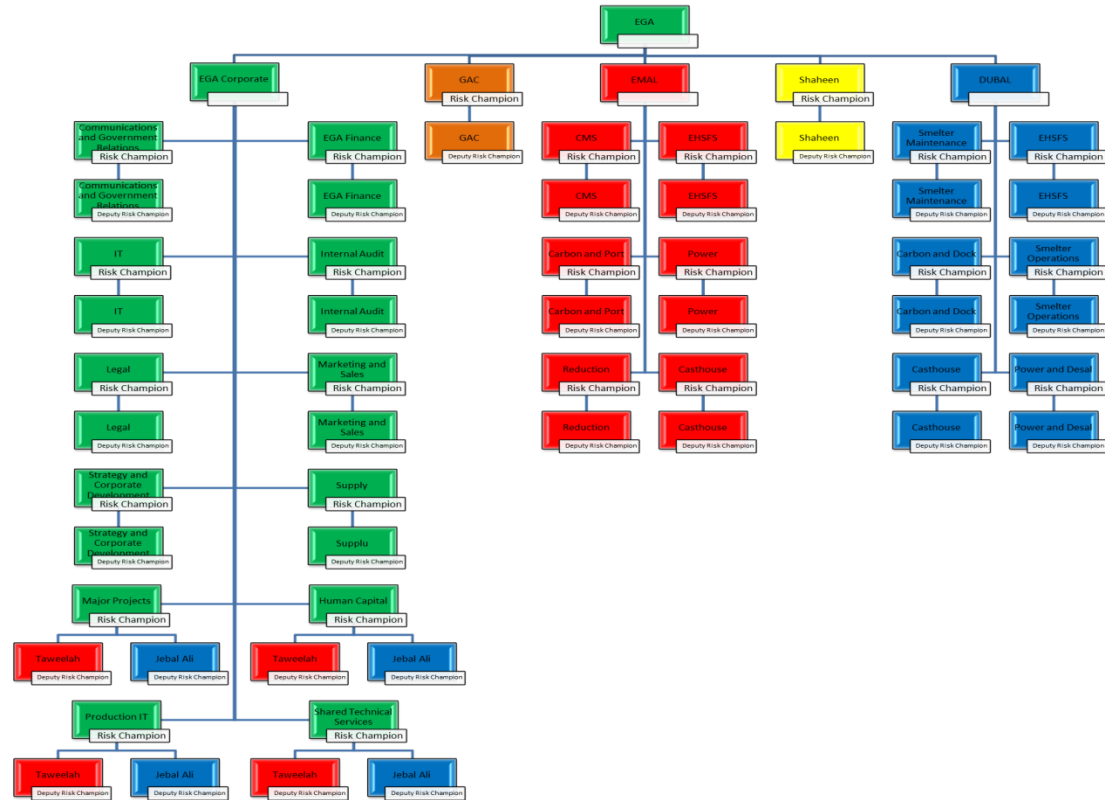 EGA
EGA Corporate
GAC
Risk Champion
EMAL
Shaheen
Risk Champion
DUBAL
Communications
and Government
Relations
Risk Champion
EGA Finance
Risk Champion
GAC
Deputy Risk Champion
CMS
Risk Champion
EHSFS
Risk Champion
Shaheen
Deputy Risk Champion
Smelter
Maintenance
Risk Champion
EHSFS
Risk Champion
Communications
and Government
Relations
Deputy Risk Champion
EGA Finance
Deputy Risk Champion
CMS
Deputy Risk Champion
EHSFS
Deputy Risk Champion
Smelter
Maintenance
Deputy Risk Champion
EHSFS
Deputy Risk Champion
IT
Risk Champion
Internal Audit
Risk Champion
Carbon and Port
Risk Champion
Power
Risk Champion
Carbon and Dock
Risk Champion
Smelter
Operations
Risk Champion
IT
Deputy Risk Champion
Internal Audit
Deputy Risk Champion
Carbon and Port
Deputy Risk Champion
Power
Deputy Risk Champion
Carbon and Dock
Deputy Risk Champion
Smelter
Operations
Deputy Risk Champion
Legal
Risk Champion
Marketing and
Sales
Risk Champion
Reduction
Risk Champion
Casthouse
Risk Champion
Casthouse
Risk Champion
Power and Desal
Risk Champion
Legal
Deputy Risk Champion
Marketing and
Sales
Deputy Risk Champion
Reduction
Deputy Risk Champion
Casthouse
Deputy Risk Champion
Casthouse
Deputy Risk Champion
Power and Desal
Deputy Risk Champion
Strategy and
Corporate
Development
Risk Champion
Supply
Risk Champion
Strategy and
Corporate
Development
Deputy Risk Champion
Supplu
Deputy Risk Champion
Major Projects
Risk Champion
Human Capital
Risk Champion
Taweelah
Deputy Risk Champion
Jebal Ali
Deputy Risk Champion
Taweelah
Deputy Risk Champion
Jebal Ali
Deputy Risk Champion
Production IT
Risk Champion
Shared Technical
Services
Risk Champion
Taweelah
Deputy Risk Champion
Jebal Ali
Deputy Risk Champion
Taweelah
Deputy Risk Champion
Jebal Ali
Deputy Risk Champion